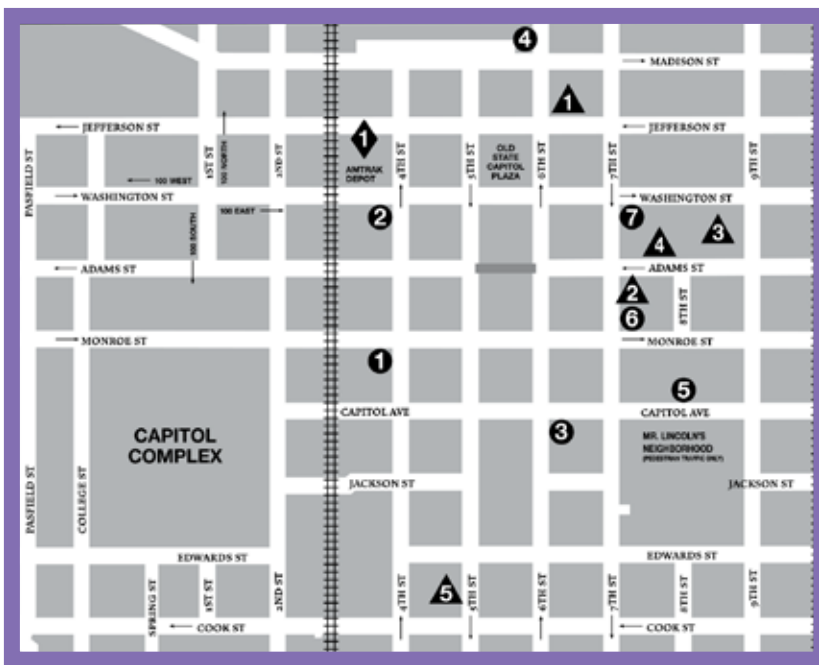 4
MADISON ST
1
JEFFERSON ST
JEFFERSON ST
1
AMTRAK
DEPOT
OLD
STATE
CAPITOL
PLAZA
PASFIELD ST
1ST ST
100 NORTH
2ND ST
4TH ST
5TH ST
6TH ST
7TH ST
9TH ST
100 WEST
WASHINGTON ST
WASHINGTON ST
100 EAST
100 SOUTH
2
7
4
3
ADAMS ST
ADAMS ST
2
6
8TH ST
MONROE ST
MONROE ST
1
5
CAPITOL AVE
CAPITOL AVE
CAPITOL
COMPLEX
3
MR. LINCOLN'S
NEIGHBORHOOD
(PEDESTRIAN TRAFFIC ONLY)
PASFIELD ST
COLLEGE ST
JACKSON ST
JACKSON ST
EDWARDS ST
EDWARDS ST
SPRING ST
1ST ST
2ND ST
4TH ST
5
5TH ST
6TH ST
7TH ST
8TH ST
9TH ST
COOK ST
COOK ST